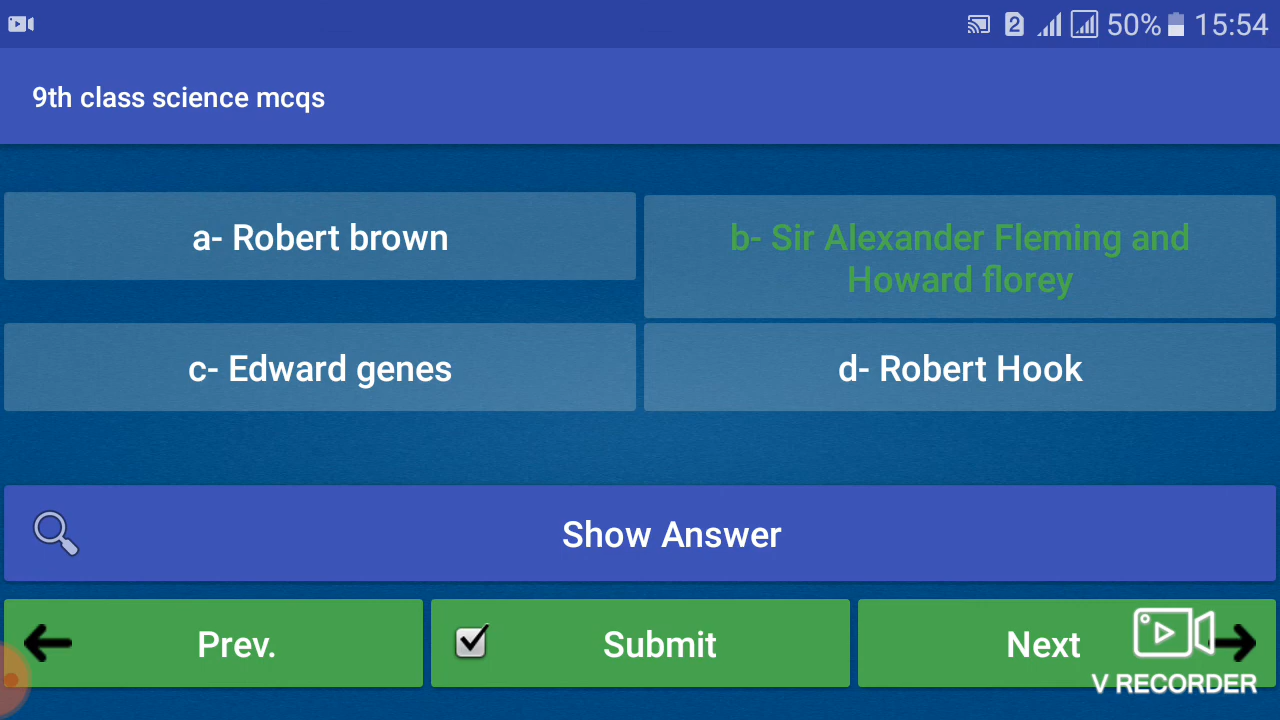 2 50% 15:54
9th class science mcqs
a- Robert brown
b- Sir Alexander Fleming and
Howard florey
c- Edward genes
d- Robert Hook
Show Answer
Prev.
Submit
Next
V RECORDER